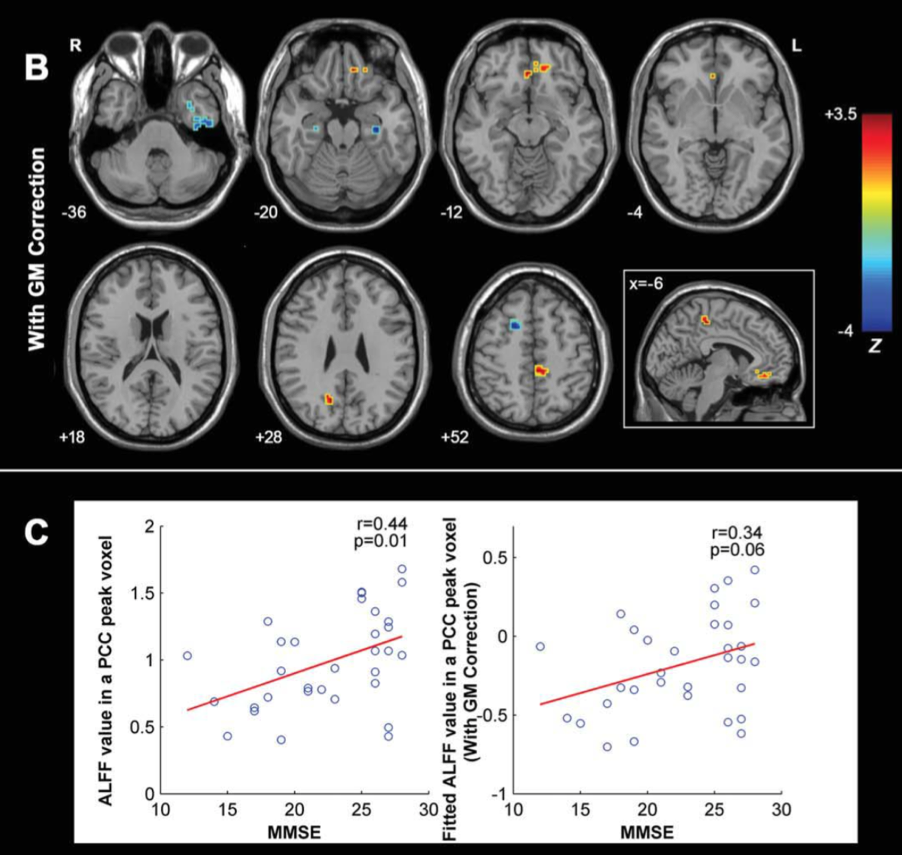 B
With GM Correction
R
L
-36
-20
-12
-4
+3.5
-4
Z
+18
+28
+52
x=-6
C
ALFF value in a PCC peak voxel
2
1.5
1
0.5
0
r=0.44
p=0.01
10
15
20
25
30
MMSE
Fitted ALFF value in a PCC peak voxel
(With GM Correction)
0.5
0
-0.5
-1
r=0.34
p=0.06
10
15
20
25
30
MMSE